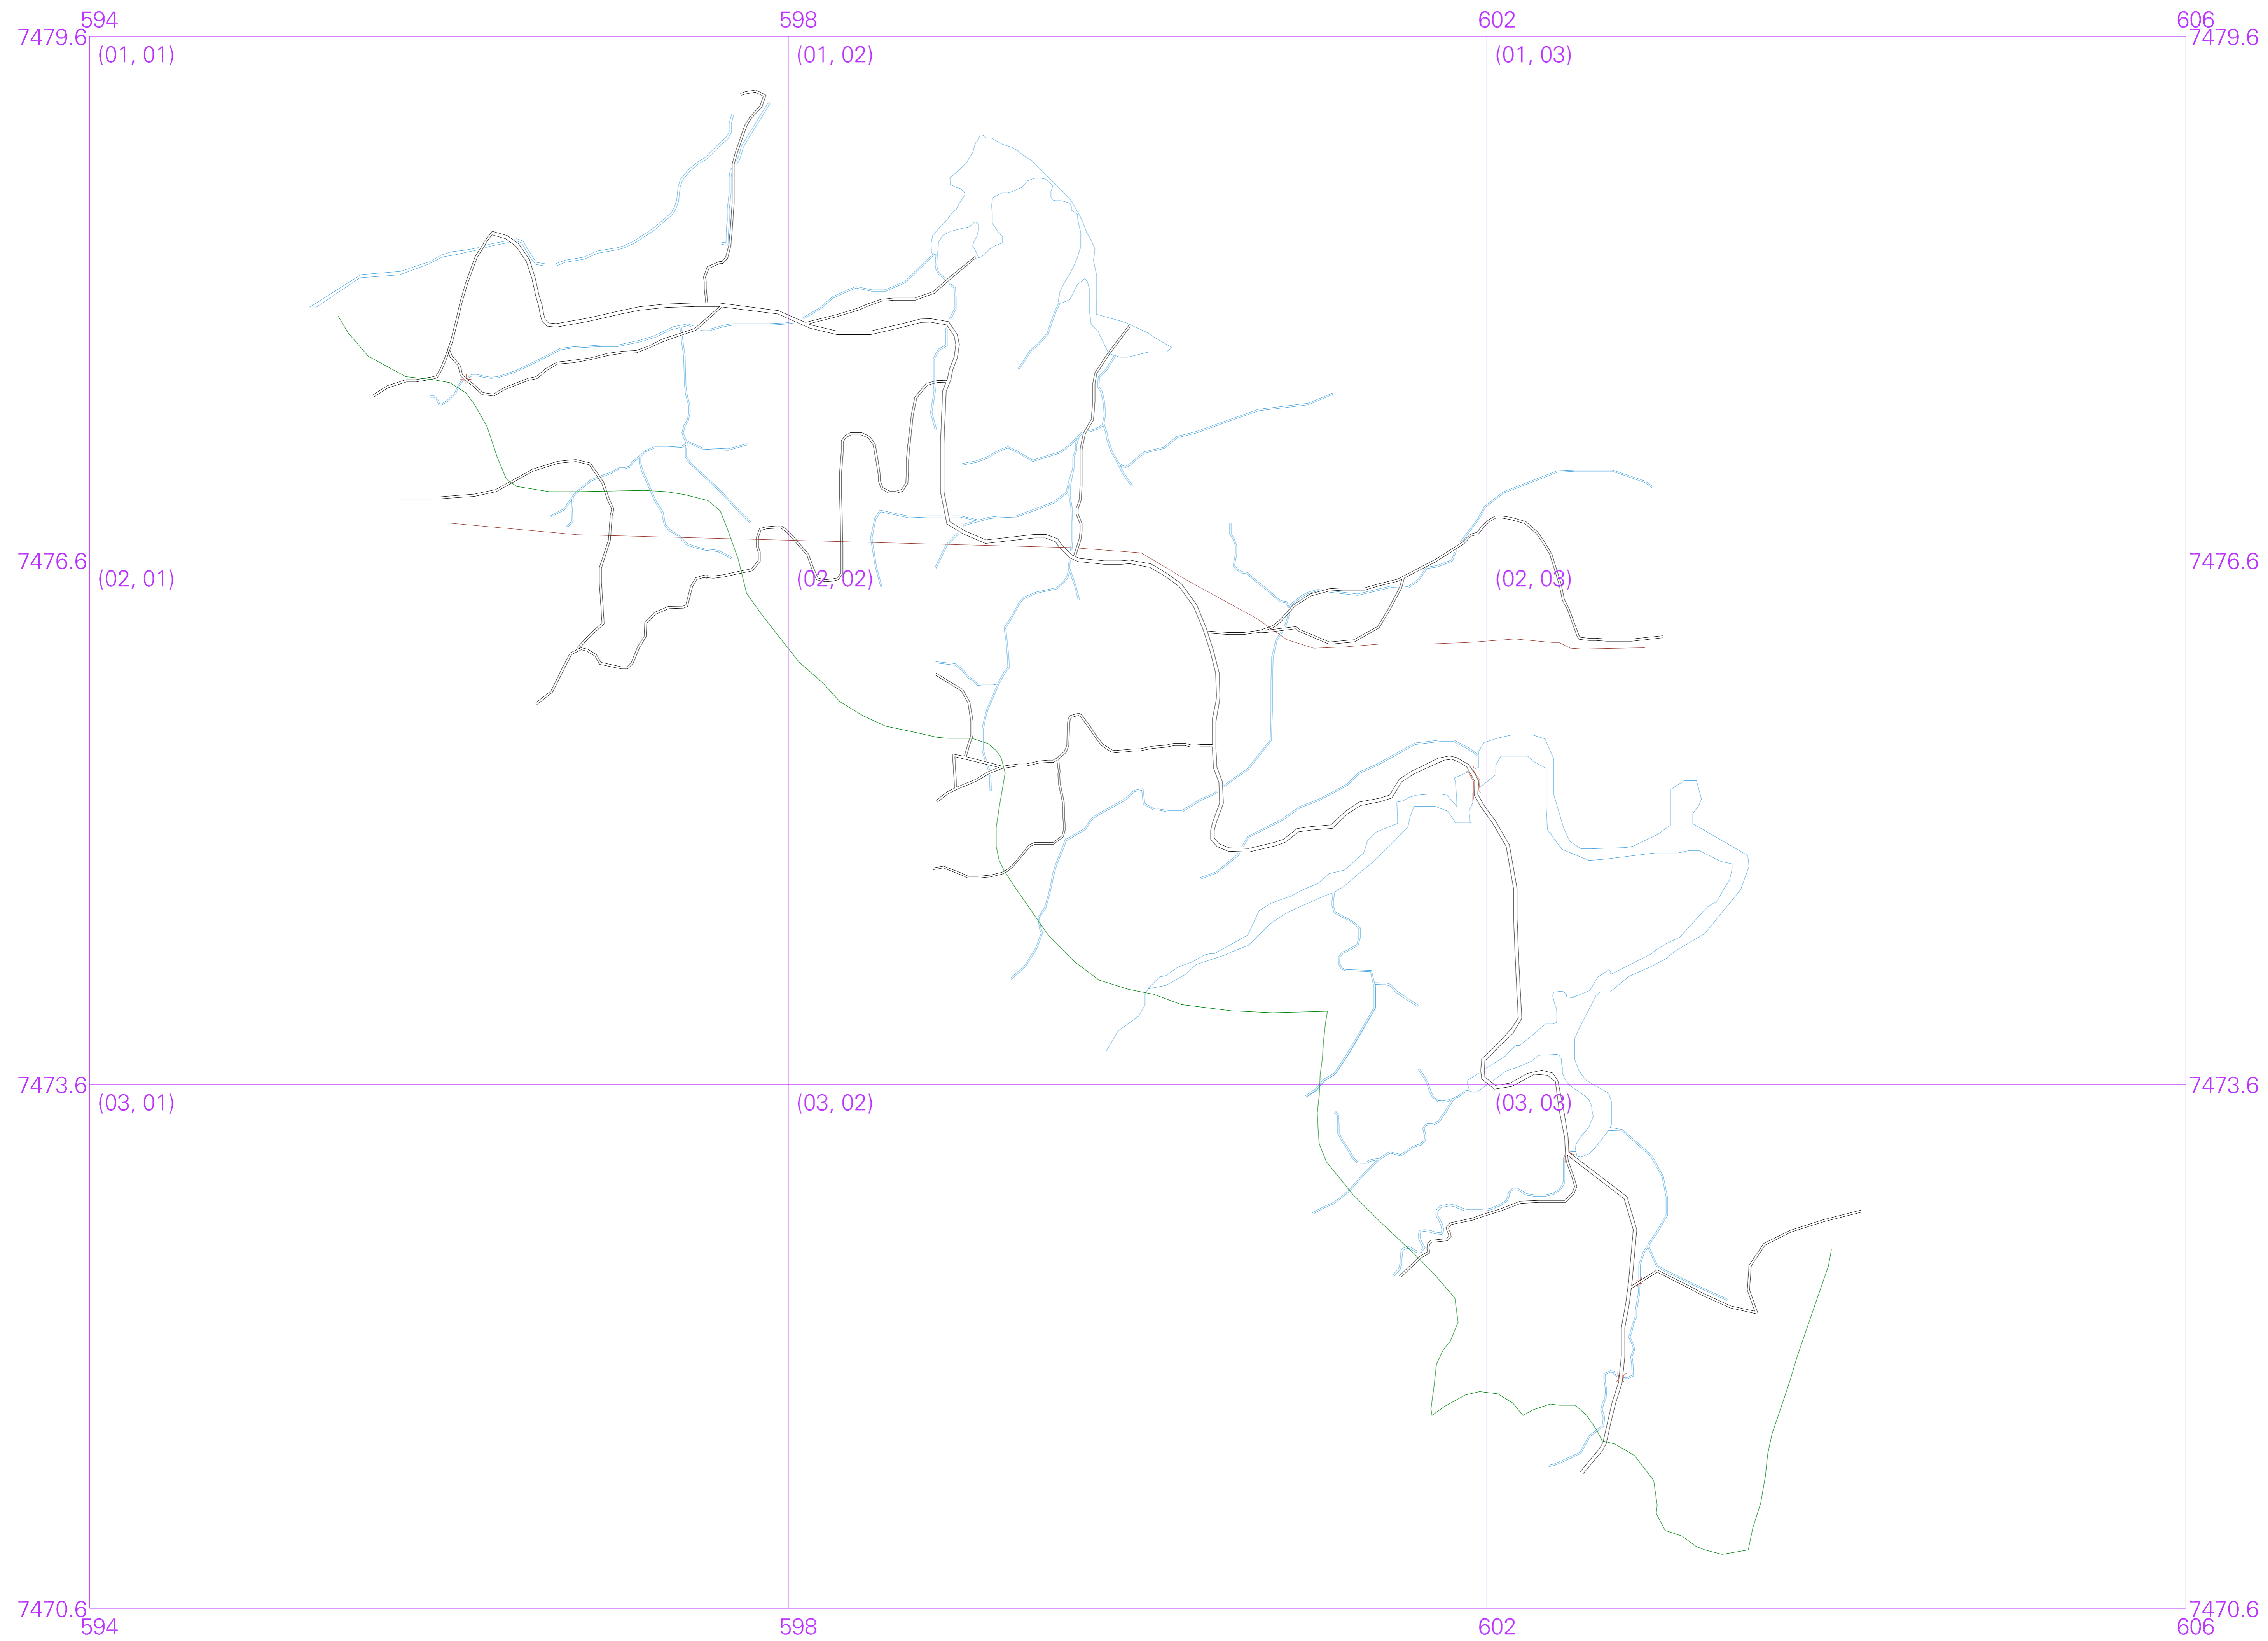 594 598 602 606
7479.6 7479.6
(01, 01) (01, 02) (01, 03)
7476.6 7476.6
(02, 01) (02, 02) (02, 03)
7473.6 7473.6
(03, 01) (03, 02) (03, 03)
7470.6 7470.6
594 598 602 606